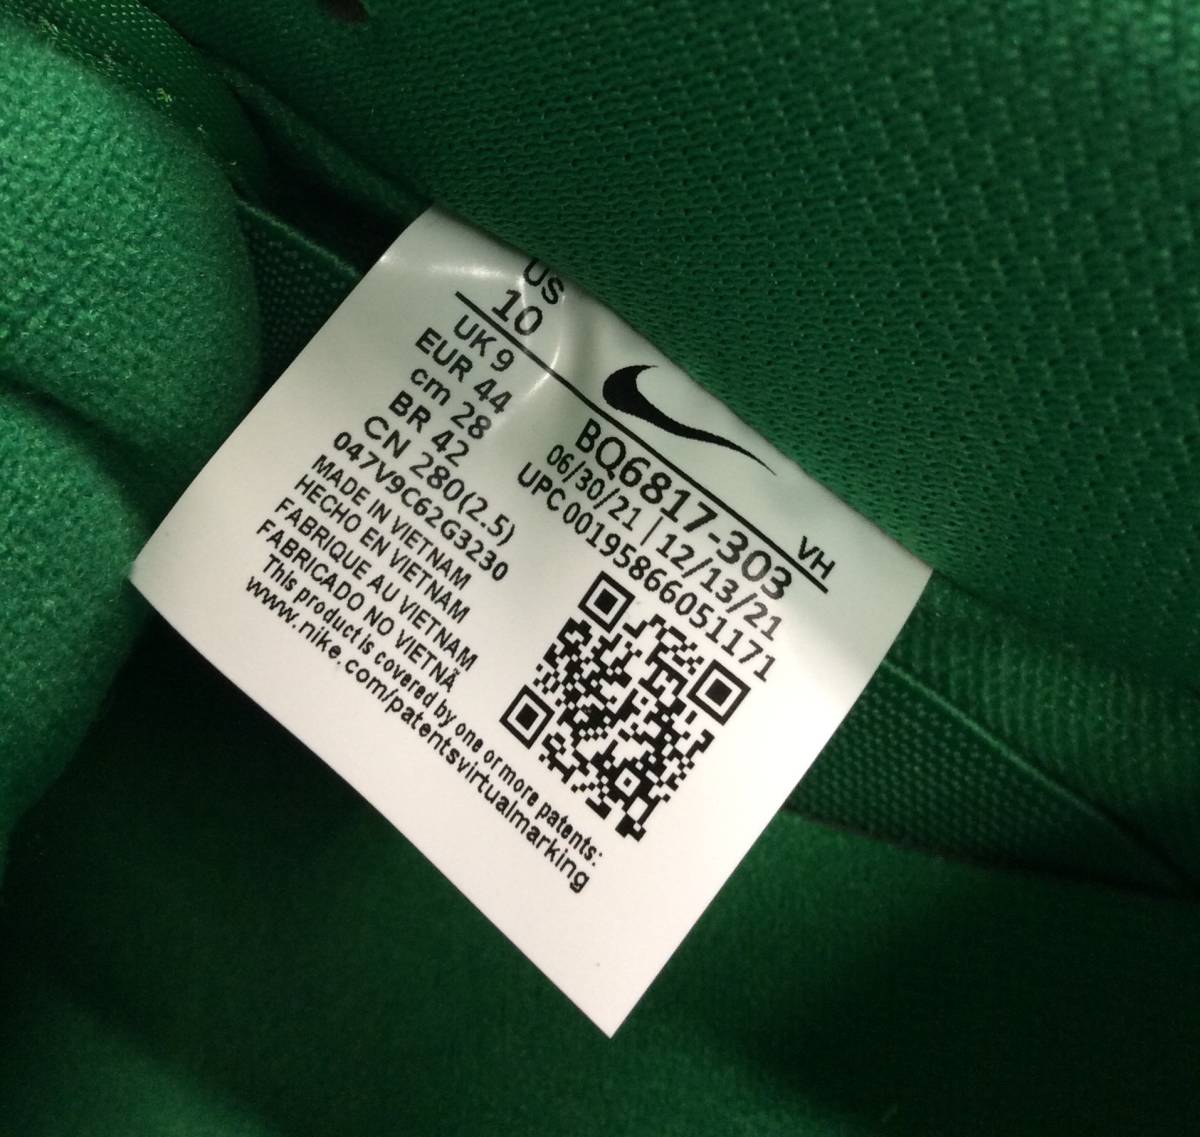 US
10
UK 9
EUR 44
cm 28
BR 42
CN 280(2.5)
047V9C62G3230
MADE IN VIETNAM
HECHO EN VIETNAM
FABRIQUE AU VIETNAM
FABRICADO NO VIETNÃ
This product is covered by one or more patents:
www.nike.com/patentsvirtualmarking
VH
BQ6817-303
06/30/21 | 12/13/21
UPC 00195866051171